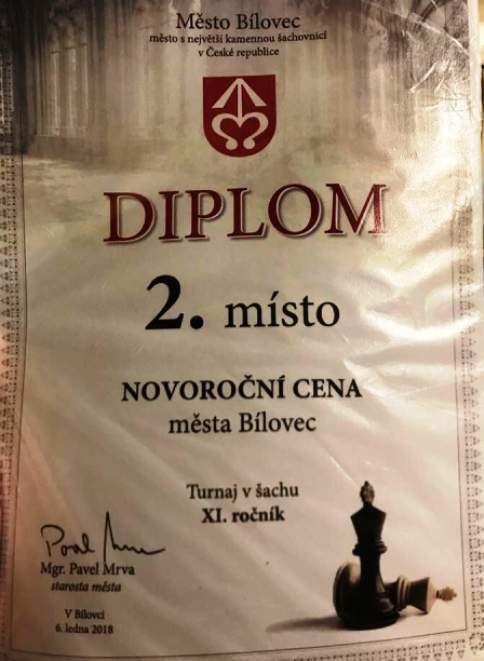 Město Bílovec
město s největší kamennou šachovnicí
v České republice
DIPLOM
2. místo
NOVOROČNÍ CENA
města Bílovec
Turnaj v šachu
XI. ročník
Mgr. Pavel Mrva
starosta města
V Bílovci
6. ledna 2018